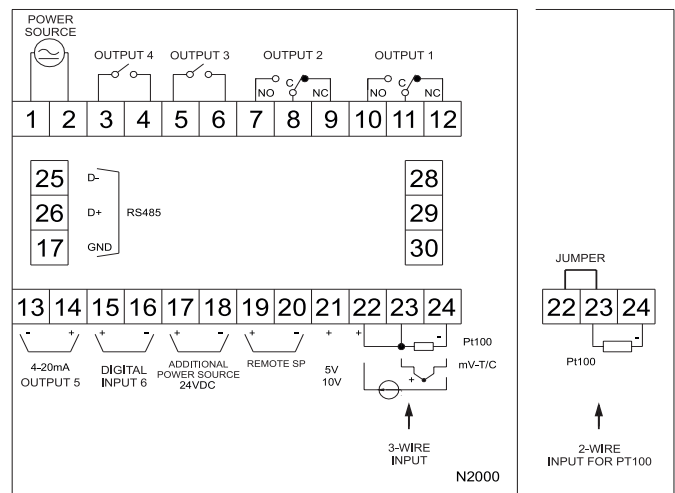 POWER
SOURCE
OUTPUT 4 OUTPUT 3 OUTPUT 2 OUTPUT 1
NO C NC NO C NC
1 2 3 4 5 6 7 8 9 10 11 12
25 D- 28
26 D+ RS485 29
17 GND 30
JUMPER
13 14 15 16 17 18 19 20 21 22 23 24
22 23 24
- + + - + - + - + + -
-
Pt100
Pt100
4-20mA
OUTPUT 5
DIGITAL
INPUT 6
ADDITIONAL
POWER SOURCE
24VDC
REMOTE SP
5V
10V
mV-T/C
+ -
3-WIRE
INPUT
2-WIRE
INPUT FOR PT100
N2000